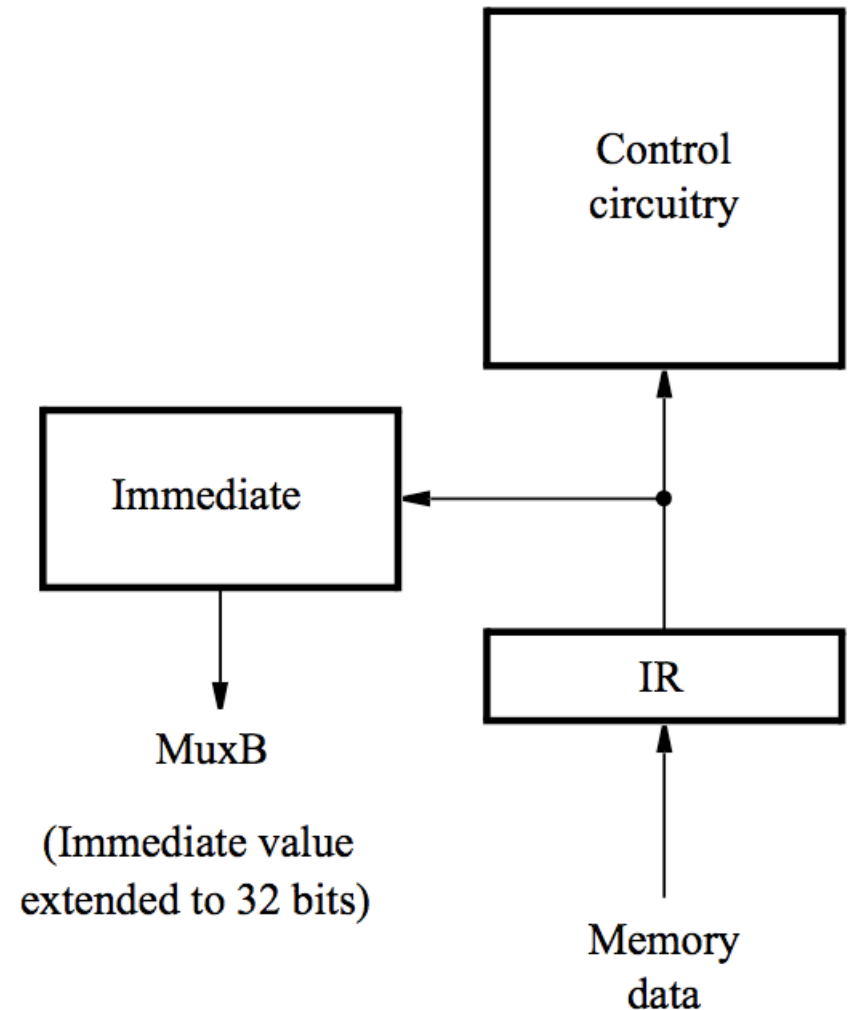 Control
circuitry
Immediate
IR
MuxB
(Immediate value
extended to 32 bits)
Memory
data